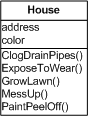 House
address
color
ClogDrainPipes()
ExposeToWear()
GrowLawn()
MessUp()
PaintPeelOff()